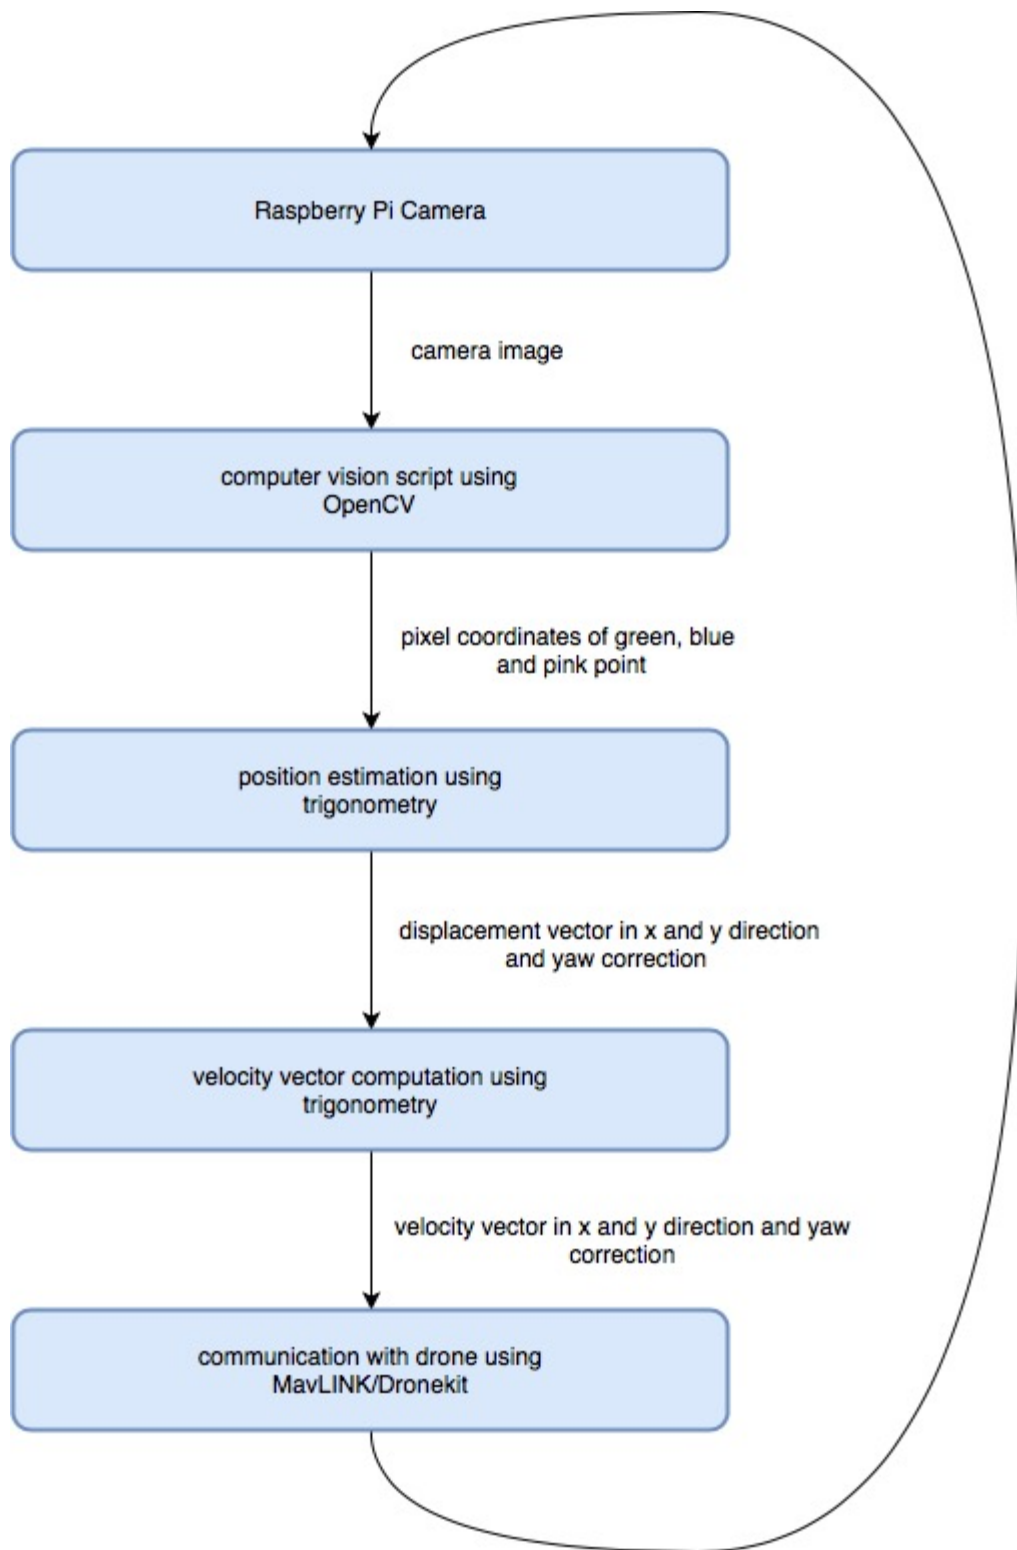 Raspberry Pi Camera
camera image
computer vision script using
OpenCV
pixel coordinates of green, blue
and pink point
position estimation using
trigonometry
displacement vector in x and y direction
and yaw correction
velocity vector computation using
trigonometry
velocity vector in x and y direction and yaw
correction
communication with drone using
MavLINK/Dronekit